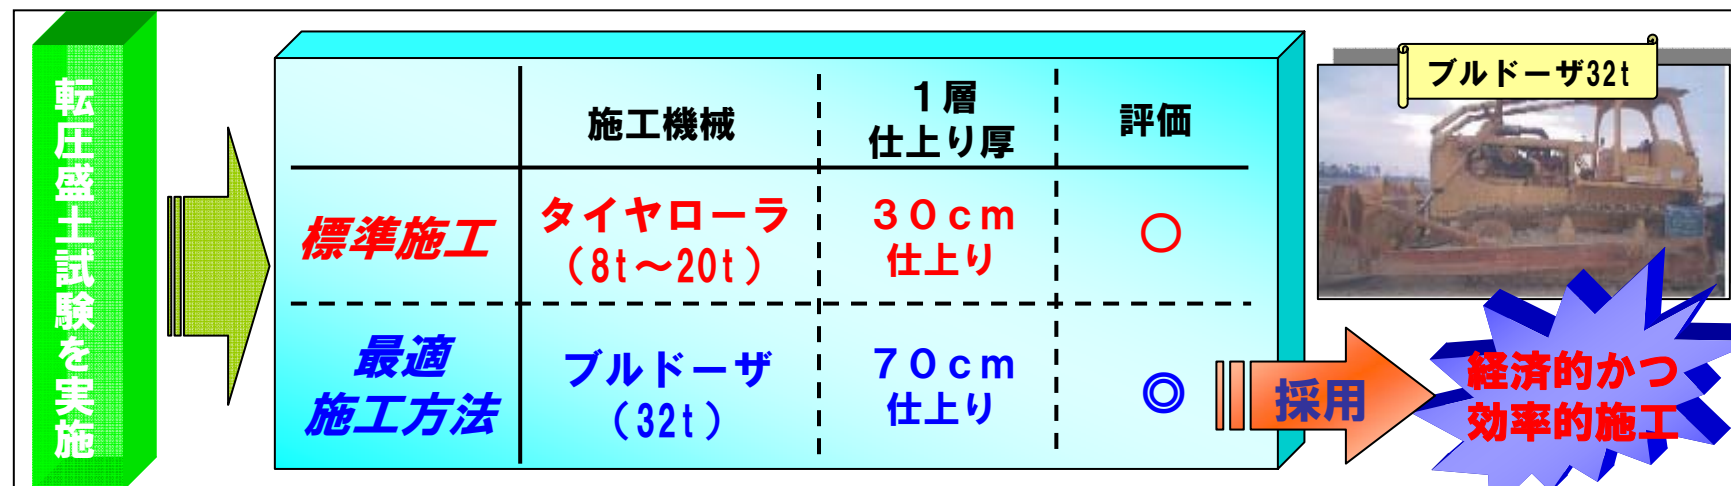 転圧盛土試験を実施
施工機械
1層
仕上り厚
評価
標準施工
タイヤローラ
(8t～20t)
30cm
仕上り
○
最適
施工方法
ブルドーザ
(32t)
70cm
仕上り
◎
採用
ブルドーザ32t
経済的かつ
効率的施工